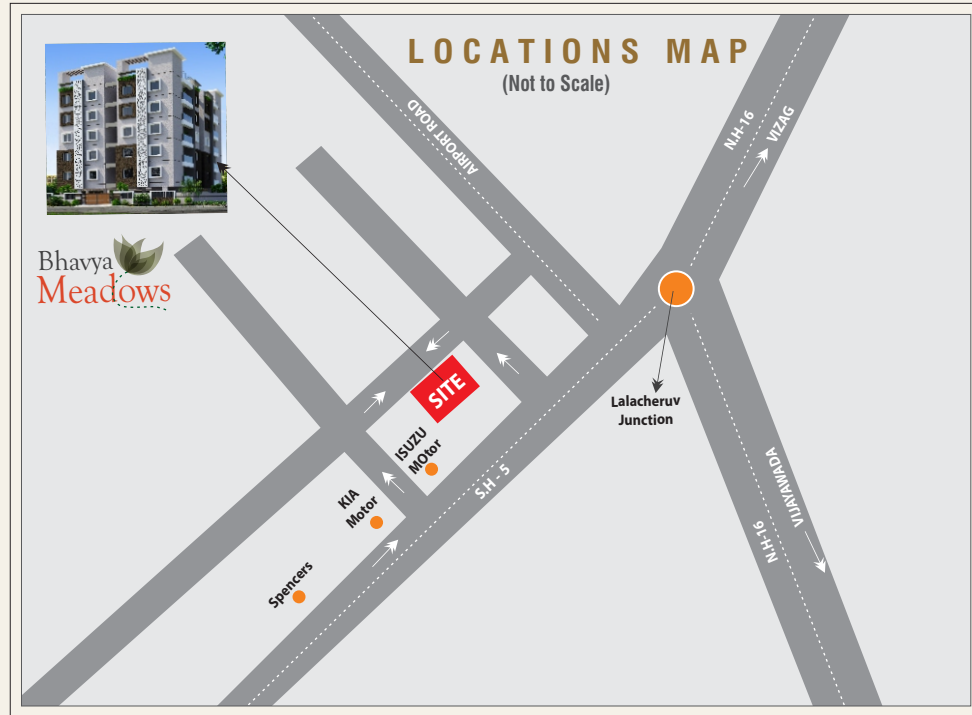 LOCATIONS MAP
(Not to Scale)
Bhavya
Meadows
AIRPORT ROAD
N.H-16
VIZAG
SITE
ISUZU
MOtor
KIA
Motor
Spencers
S.H - 5
Lalacheruv
Junction
N.H-16
VIJAYAWADA